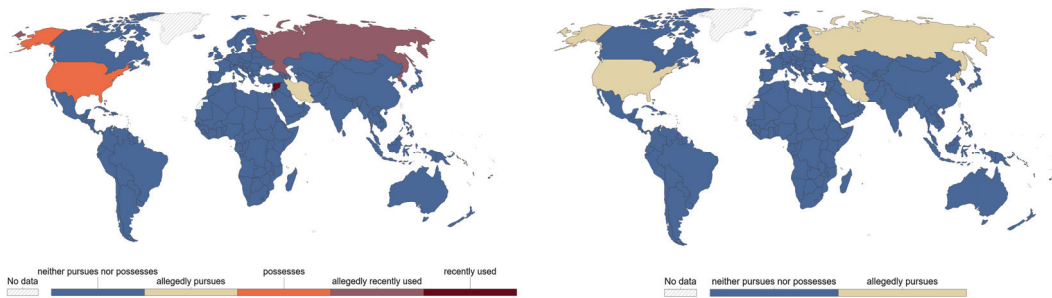 neither pursues nor possesses
possesses
recently used
No data
allegedly pursues
allegedly recently used
neither pursues nor possesses
allegedly pursues
No data